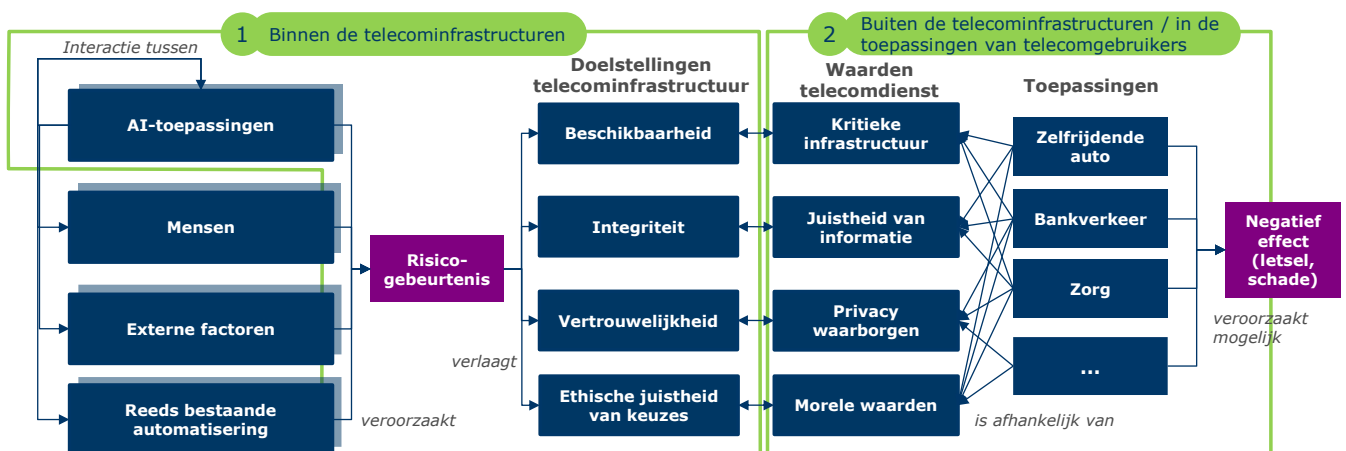 1 Binnen de telecominfrastructuren
2 Buiten de telecominfrastructuren / in de
toepassingen van telecomgebruikers
Interactie tussen
AI-toepassingen
Mensen
Externe factoren
Reeds bestaande
automatisering
veroorzaakt
Risico-
gebeurtenis
verlaagt
Doelstellingen
telecominfrastructuur
Beschikbaarheid
Integriteit
Vertrouwelijkheid
Ethische juistheid
van keuzes
Waarden
telecomdienst
Kritieke
infrastructuur
Juistheid van
informatie
Privacy
waarborgen
Morele waarden
is afhankelijk van
Toepassingen
Zelfrijdende
auto
Bankverkeer
Zorg
...
Negatief
effect
(letsel,
schade)
veroorzaakt
mogelijk